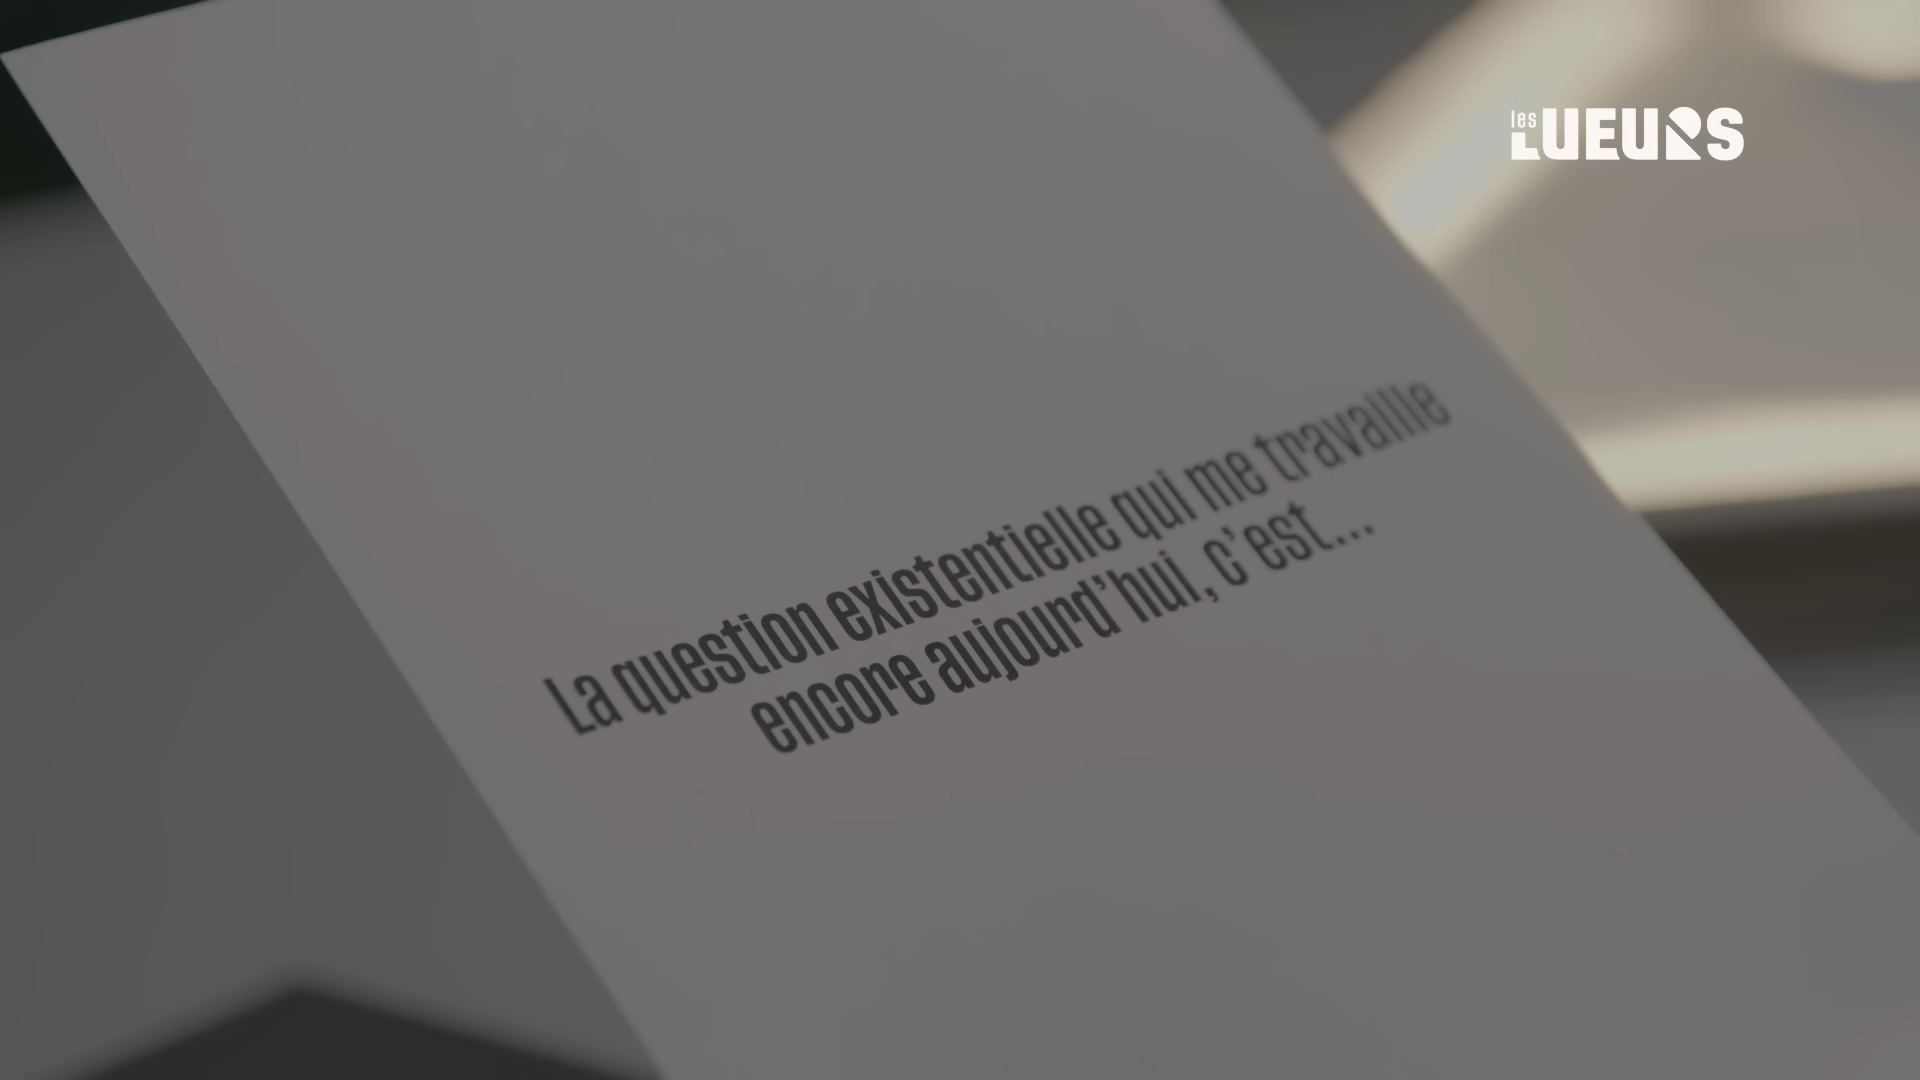 les
LUEURS
La question existentielle qui me travaille
encore aujourd'hui, c'est...